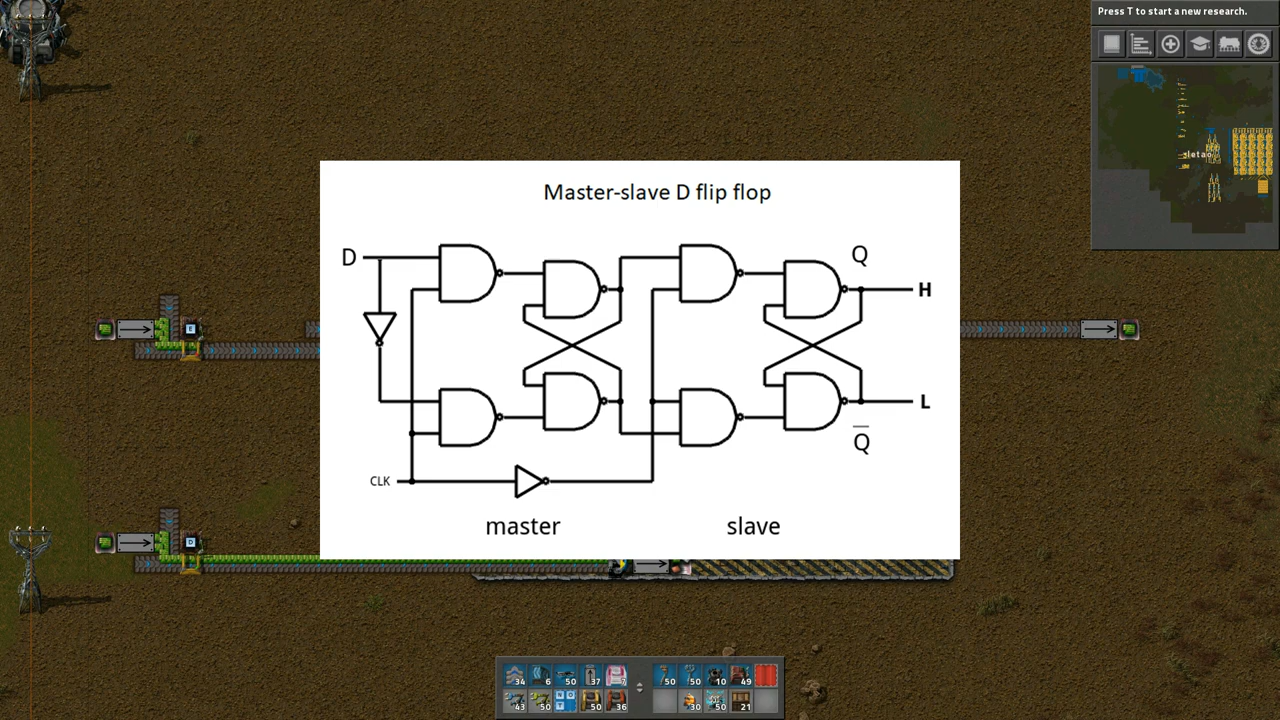 Press T to start a new research.
Master-slave D flip flop
D
Q
H
L
Q
CLK
master
slave
E
D
34 6 50 37 7 50 50 10 49
43 50 50 36 30 50 21